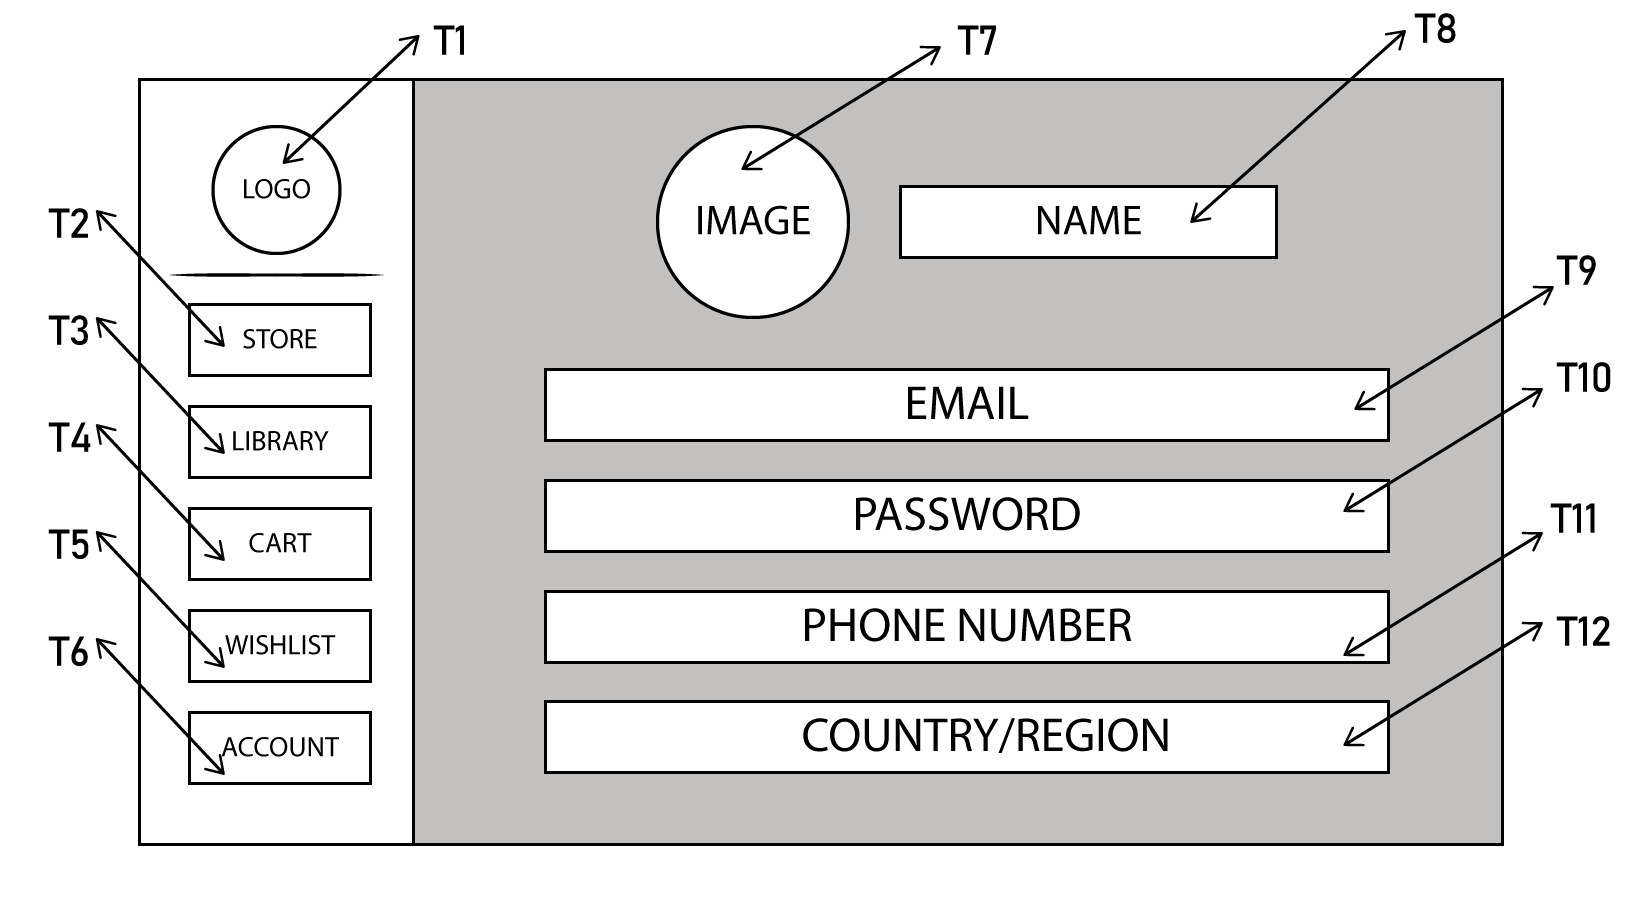 T1
T7
T8
LOGO
IMAGE
NAME
T2
STORE
T9
T3
LIBRARY
EMAIL
T10
T4
CART
PASSWORD
T11
T5
WISHLIST
PHONE NUMBER
T12
T6
ACCOUNT
COUNTRY/REGION